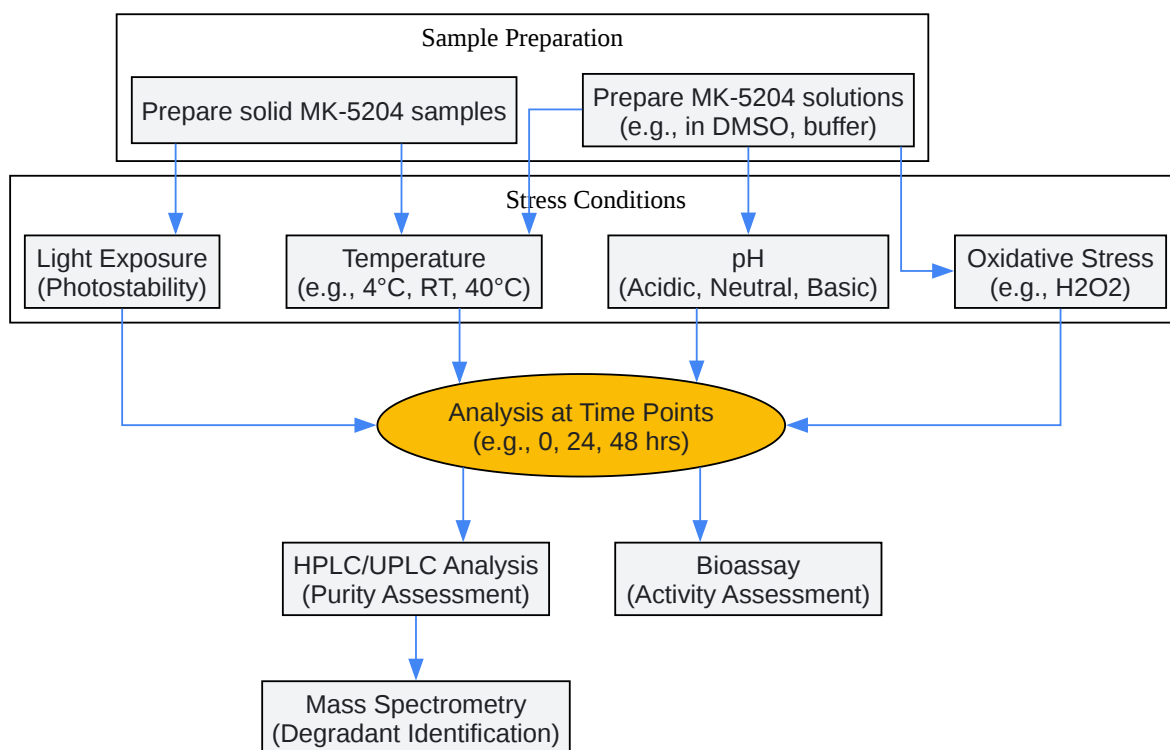 Sample Preparation
Prepare solid MK-5204 samples
Prepare MK-5204 solutions
(e.g., in DMSO, buffer)
Stress Conditions
Light Exposure
(Photostability)
Temperature
(e.g., 4°C, RT, 40°C)
pH
(Acidic, Neutral, Basic)
Oxidative Stress
(e.g., H2O2)
Analysis at Time Points
(e.g., 0, 24, 48 hrs)
HPLC/UPLC Analysis
(Purity Assessment)
Bioassay
(Activity Assessment)
Mass Spectrometry
(Degradant Identification)